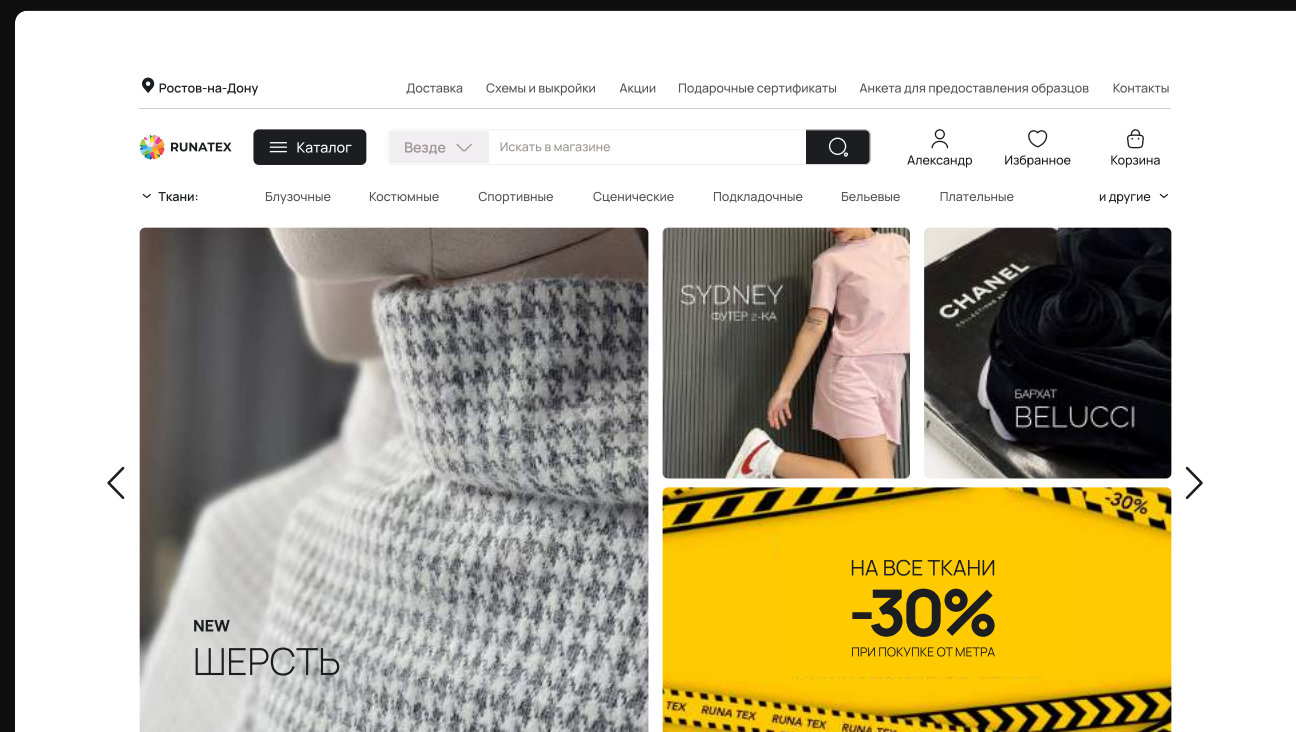 Ростов-на-Дону
Доставка Схемы и выкройки Акции Подарочные сертификаты Анкета для предоставления образцов Контакты
RUNATEX Каталог Везде Искать в магазине
Александр Избранное Корзина
Ткани: Блузочные Костюмные Спортивные Сценические Подкладочные Бельевые Плательные и другие
SYDNEY
ФУТЕР 2-КА
CHANEL
БАРХАТ
BELUCCI
-30%
НА ВСЕ ТКАНИ
-30%
ПРИ ПОКУПКЕ ОТ МЕТРА
NEW
ШЕРСТЬ
TEX RUNA TEX RUNA TEX RUNA TEX